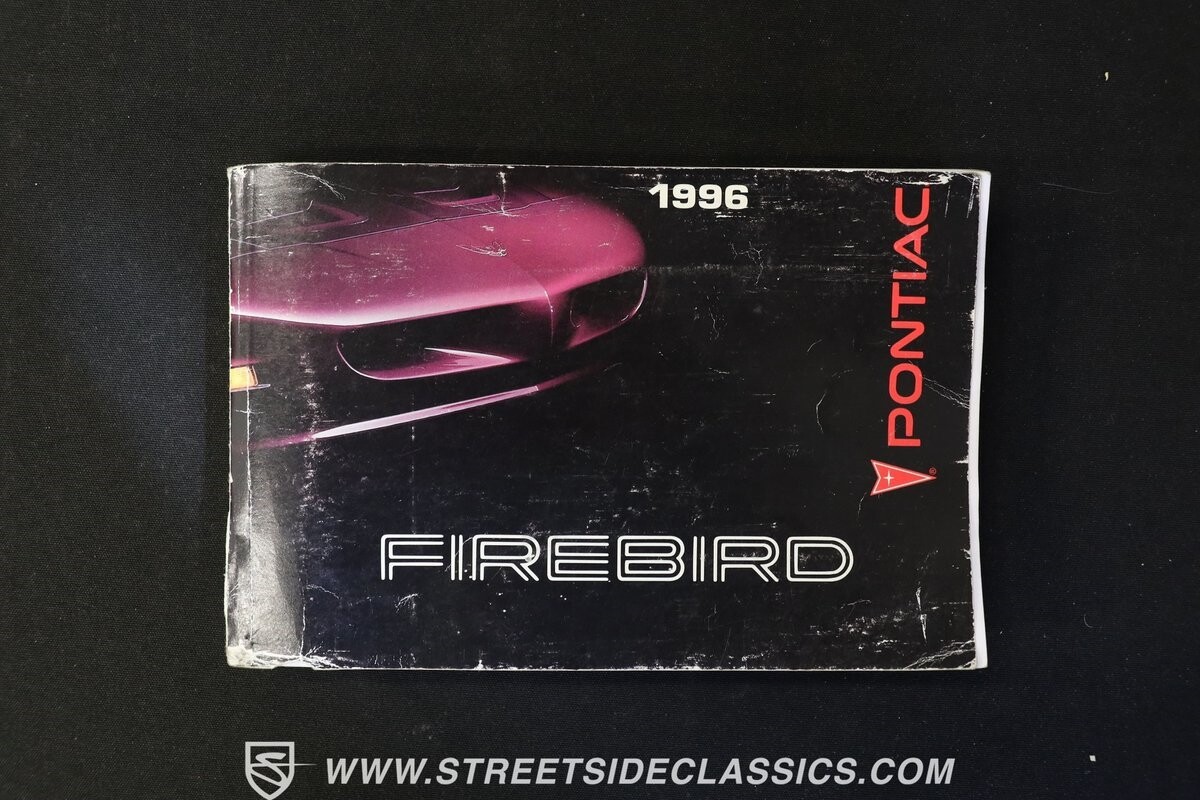 1996
PONTIAC
®
FIREBIRD
WWW.STREETSIDECLASSICS.COM